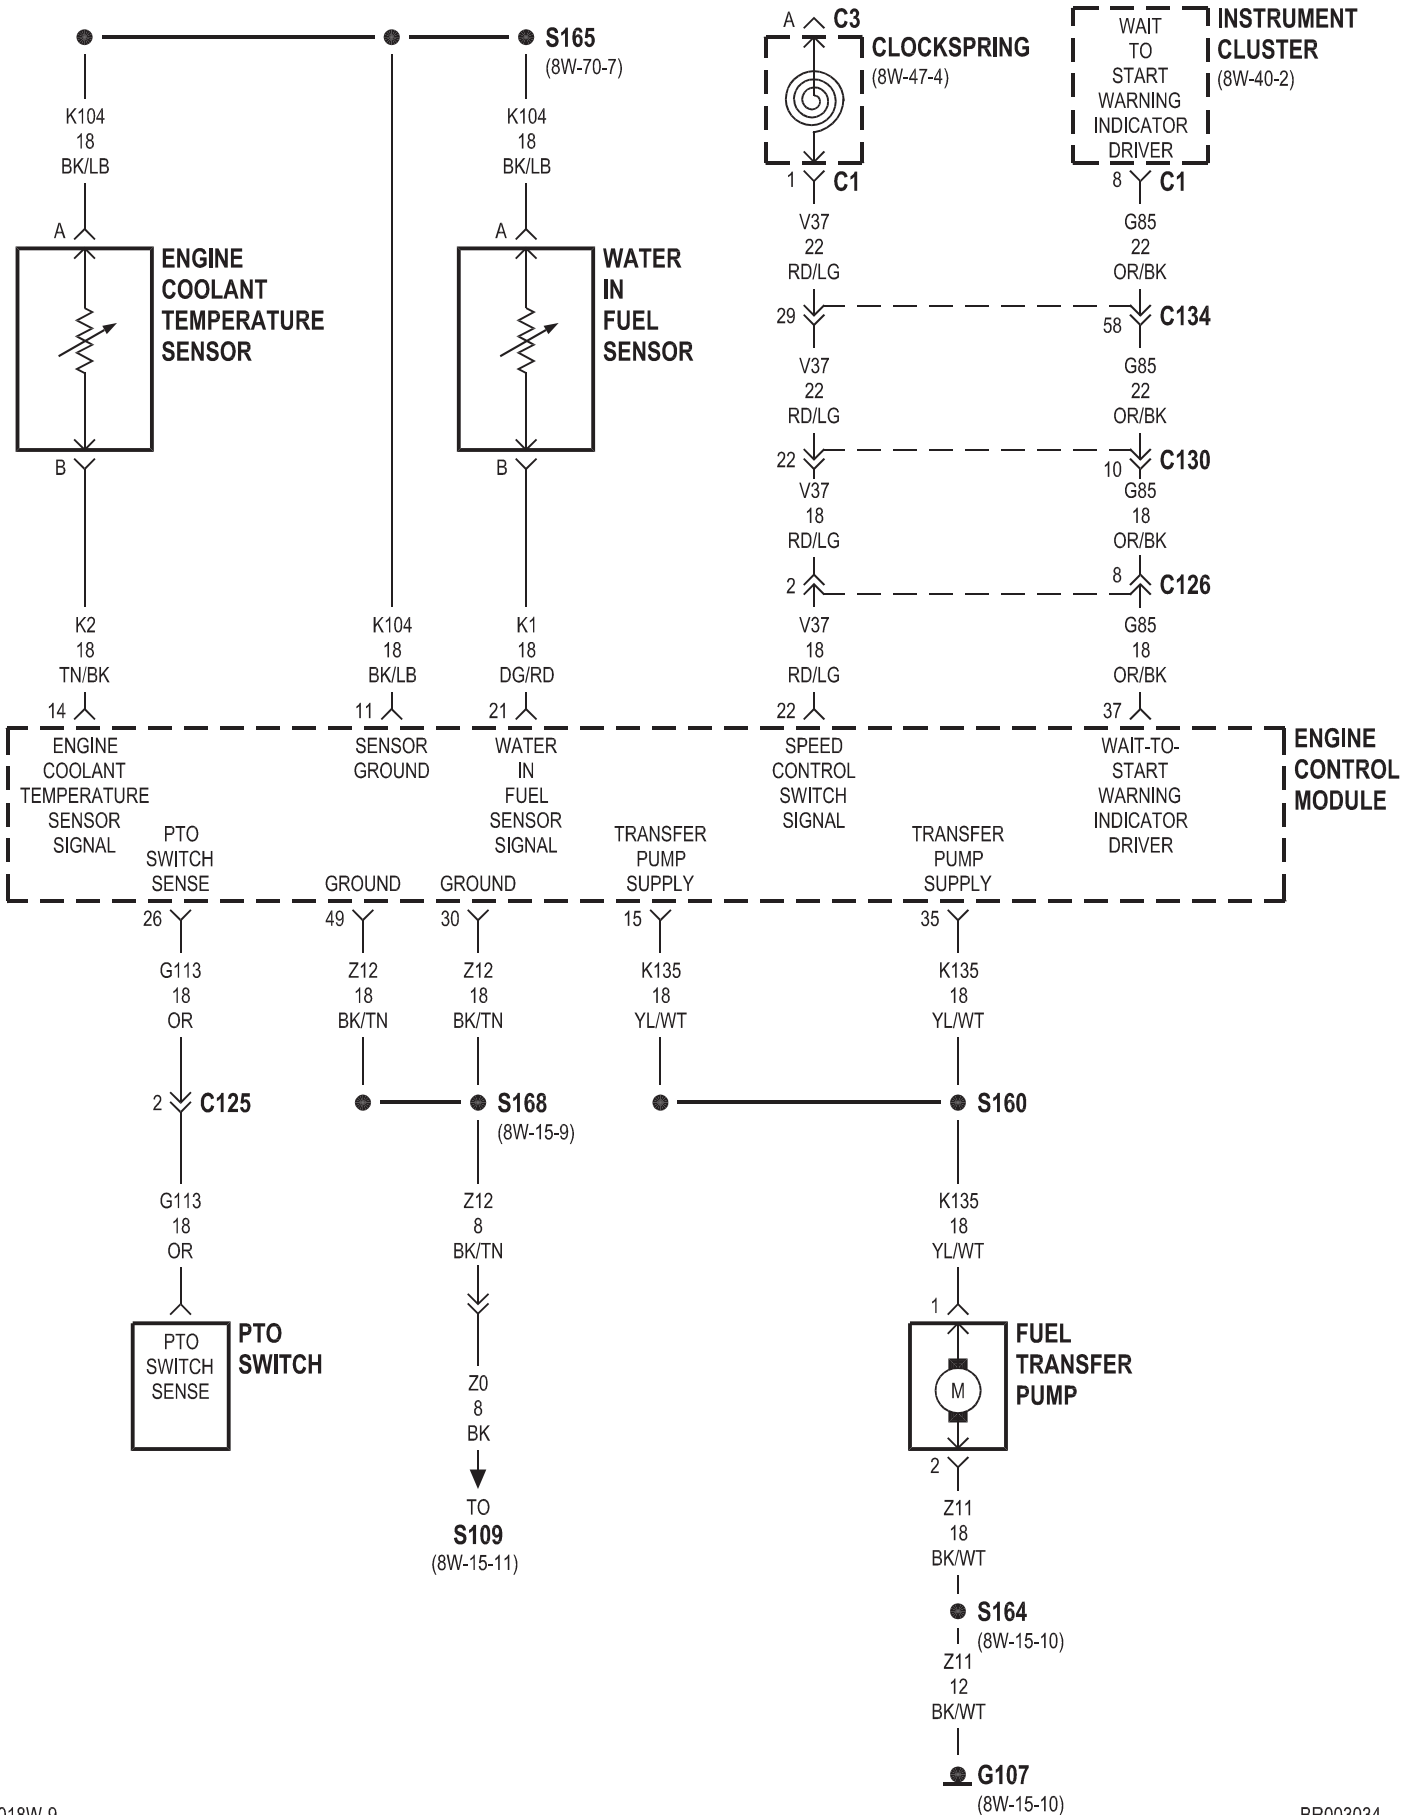 S165
(8W-70-7)
K104
18
BK/LB
K104
18
BK/LB
A
ENGINE
COOLANT
TEMPERATURE
SENSOR
B
A
WATER
IN
FUEL
SENSOR
B
A
C3
CLOCKSPRING
(8W-47-4)
1
C1
WAIT
TO
START
WARNING
INDICATOR
DRIVER
INSTRUMENT
CLUSTER
(8W-40-2)
8
C1
V37
22
RD/LG
G85
22
OR/BK
29
58
C134
V37
22
RD/LG
G85
22
OR/BK
22
10
C130
V37
18
RD/LG
G85
18
OR/BK
2
8
C126
K2
18
TN/BK
K104
18
BK/LB
K1
18
DG/RD
V37
18
RD/LG
G85
18
OR/BK
14
11
21
22
37
ENGINE
COOLANT
TEMPERATURE
SENSOR
SIGNAL
SENSOR
GROUND
WATER
IN
FUEL
SENSOR
SIGNAL
SPEED
CONTROL
SWITCH
SIGNAL
WAIT-TO-
START
WARNING
INDICATOR
DRIVER
ENGINE
CONTROL
MODULE
PTO
SWITCH
SENSE
GROUND
GROUND
TRANSFER
PUMP
SUPPLY
TRANSFER
PUMP
SUPPLY
26
49
30
15
35
G113
18
OR
Z12
18
BK/TN
Z12
18
BK/TN
K135
18
YL/WT
K135
18
YL/WT
2
C125
S168
(8W-15-9)
S160
G113
18
OR
Z12
8
BK/TN
K135
18
YL/WT
PTO
SWITCH
SENSE
PTO
SWITCH
Z0
8
BK
TO
S109
(8W-15-11)
1
M
FUEL
TRANSFER
PUMP
2
Z11
18
BK/WT
S164
(8W-15-10)
Z11
12
BK/WT
G107
(8W-15-10)
018W-9
BR003034